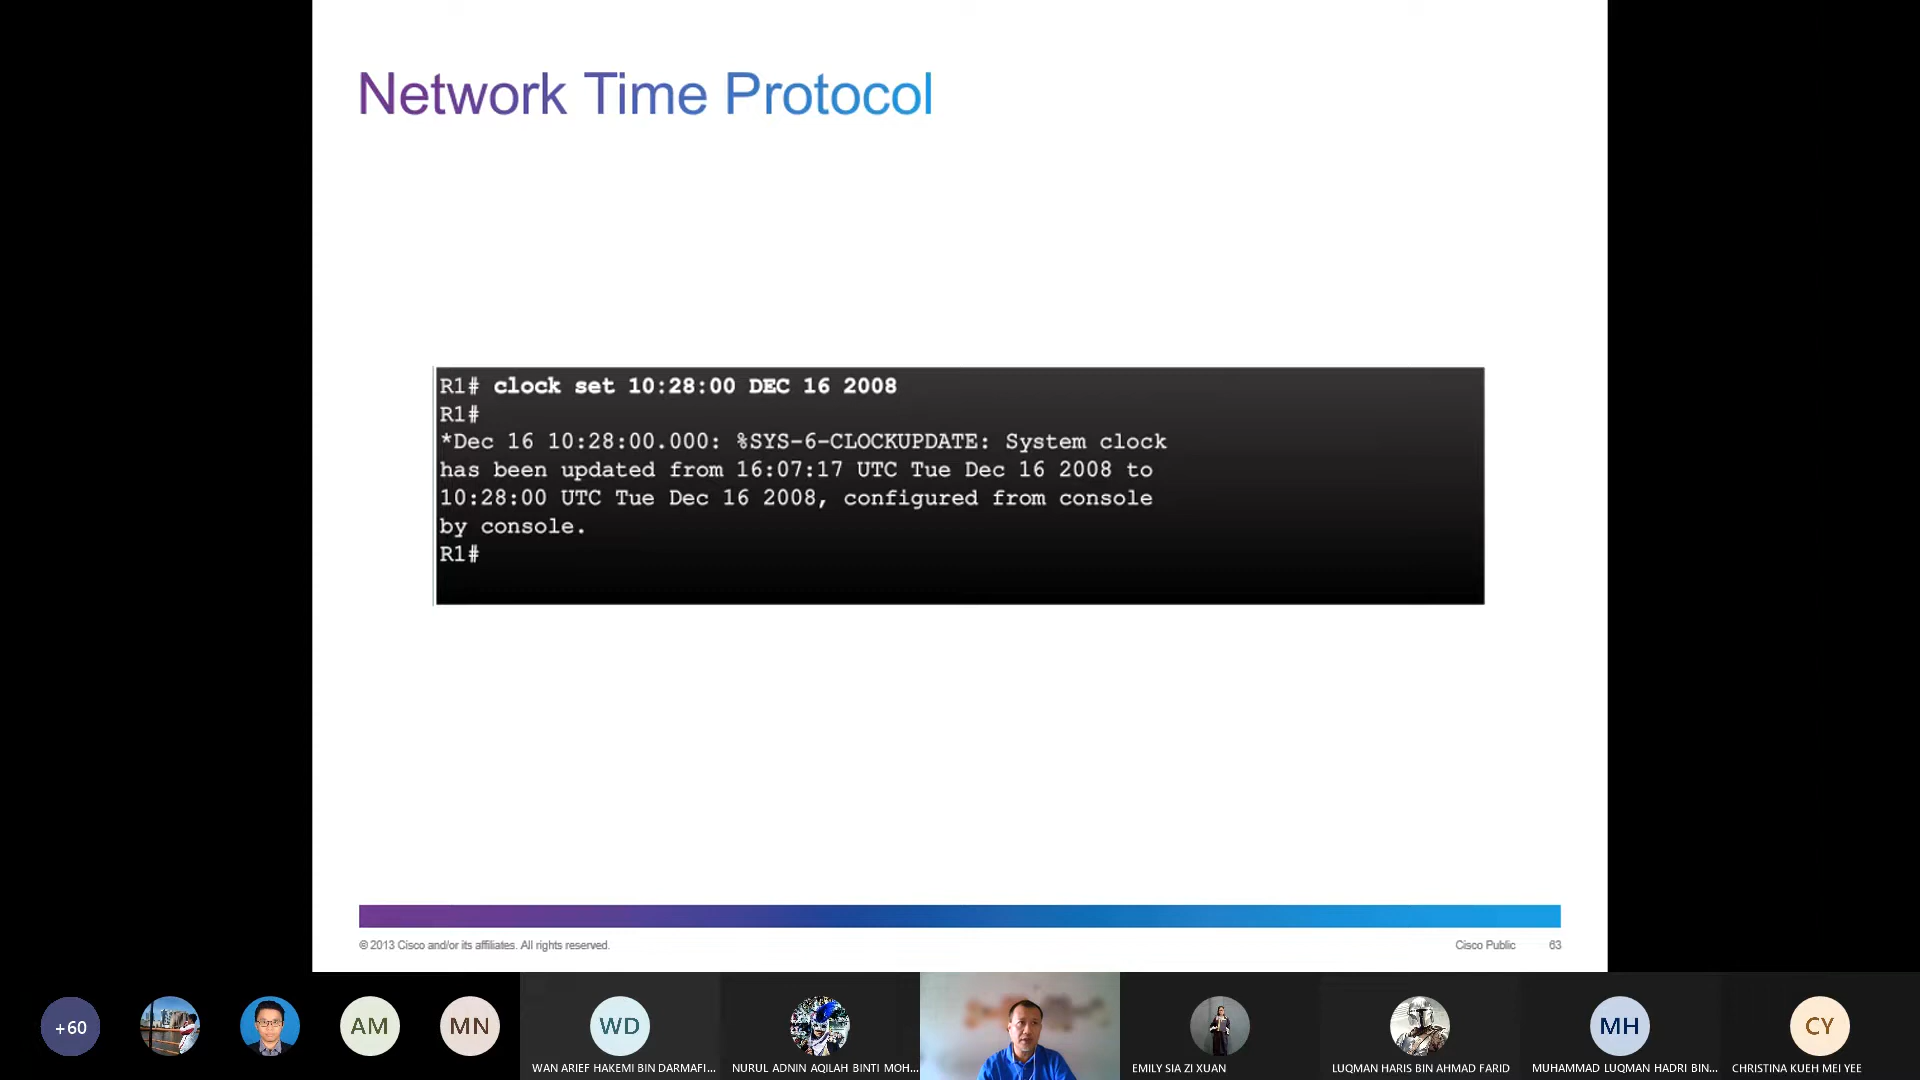 Network Time Protocol
R1# clock set 10:28:00 DEC 16 2008
R1#
*Dec 16 10:28:00.000: %SYS-6-CLOCKUPDATE: System clock
has been updated from 16:07:17 UTC Tue Dec 16 2008 to
10:28:00 UTC Tue Dec 16 2008, configured from console
by console.
R1#
© 2013 Cisco and/or its affiliates. All rights reserved.
Cisco Public 63
+60
AM
MN
WD
WAN ARIEF HAKEMI BIN DARMAFI...
NURUL ADNIN AQILAH BINTI MOH...
EMILY SIA ZI XUAN
LUQMAN HARIS BIN AHMAD FARID
MH
MUHAMMAD LUQMAN HADRI BIN...
CY
CHRISTINA KUEH MEI YEE